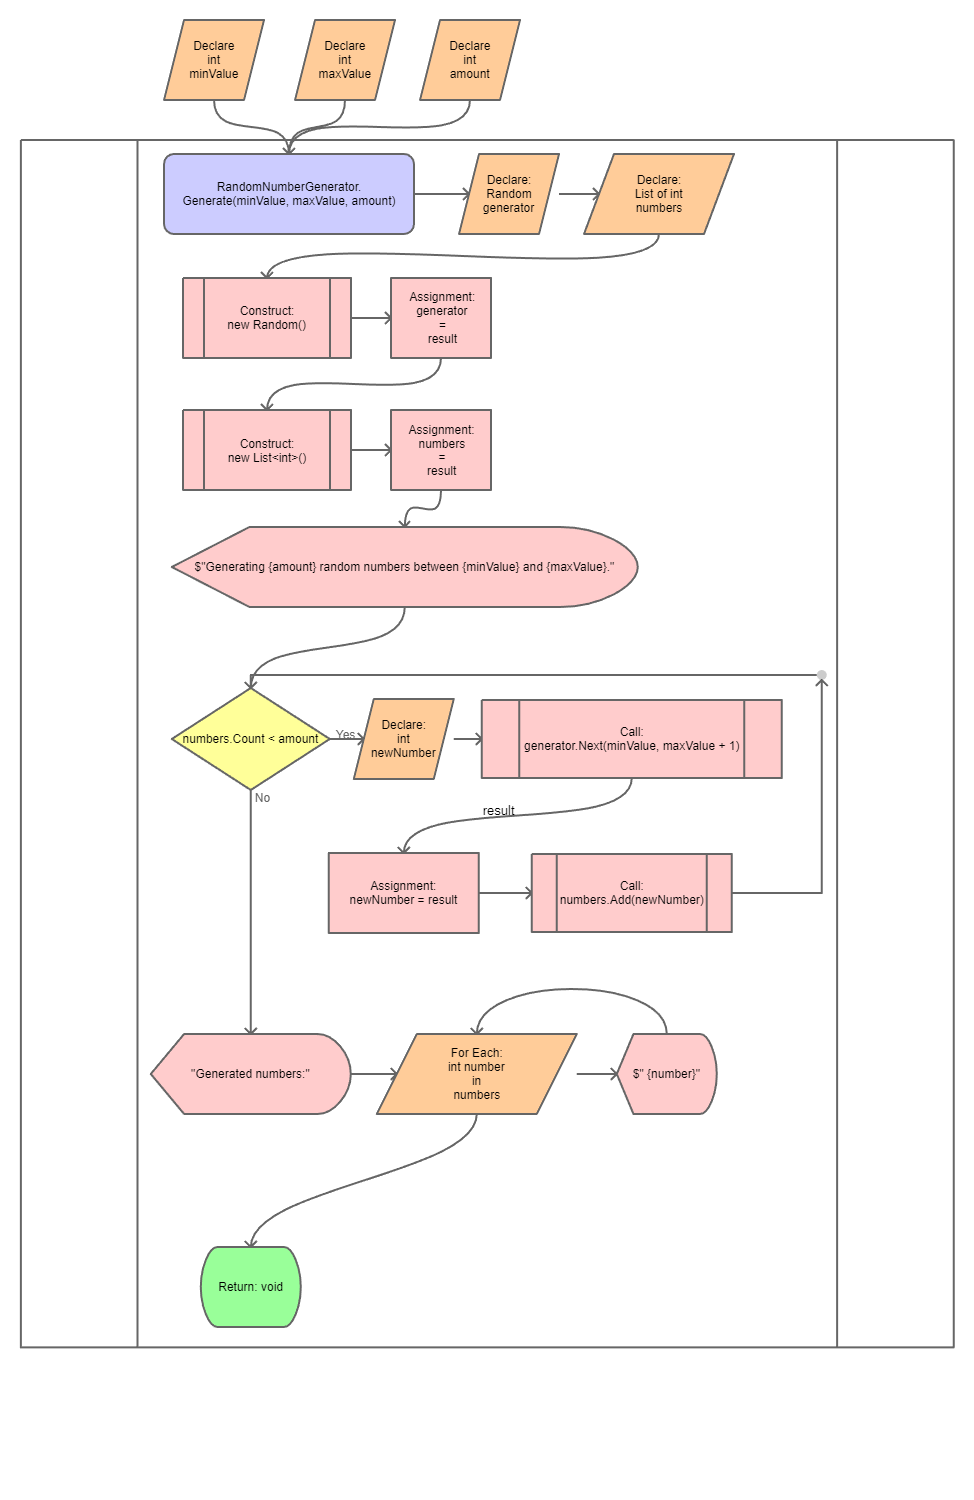 Declare
int
minValue
Declare
int
maxValue
Declare
int
amount
RandomNumberGenerator.
Generate(minValue, maxValue, amount)
Declare:
Random
generator
Declare:
List of int
numbers
Construct:
new Random()
Assignment:
generator
=
result
Construct:
new List<int>()
Assignment:
numbers
=
result
$"Generating {amount} random numbers between {minValue} and {maxValue}."
numbers.Count < amount
Yes
Declare:
int
newNumber
Call:
generator.Next(minValue, maxValue + 1)
No
result
Assignment:
newNumber = result
Call:
numbers.Add(newNumber)
"Generated numbers:"
For Each:
int number
in
numbers
$" {number}"
Return: void